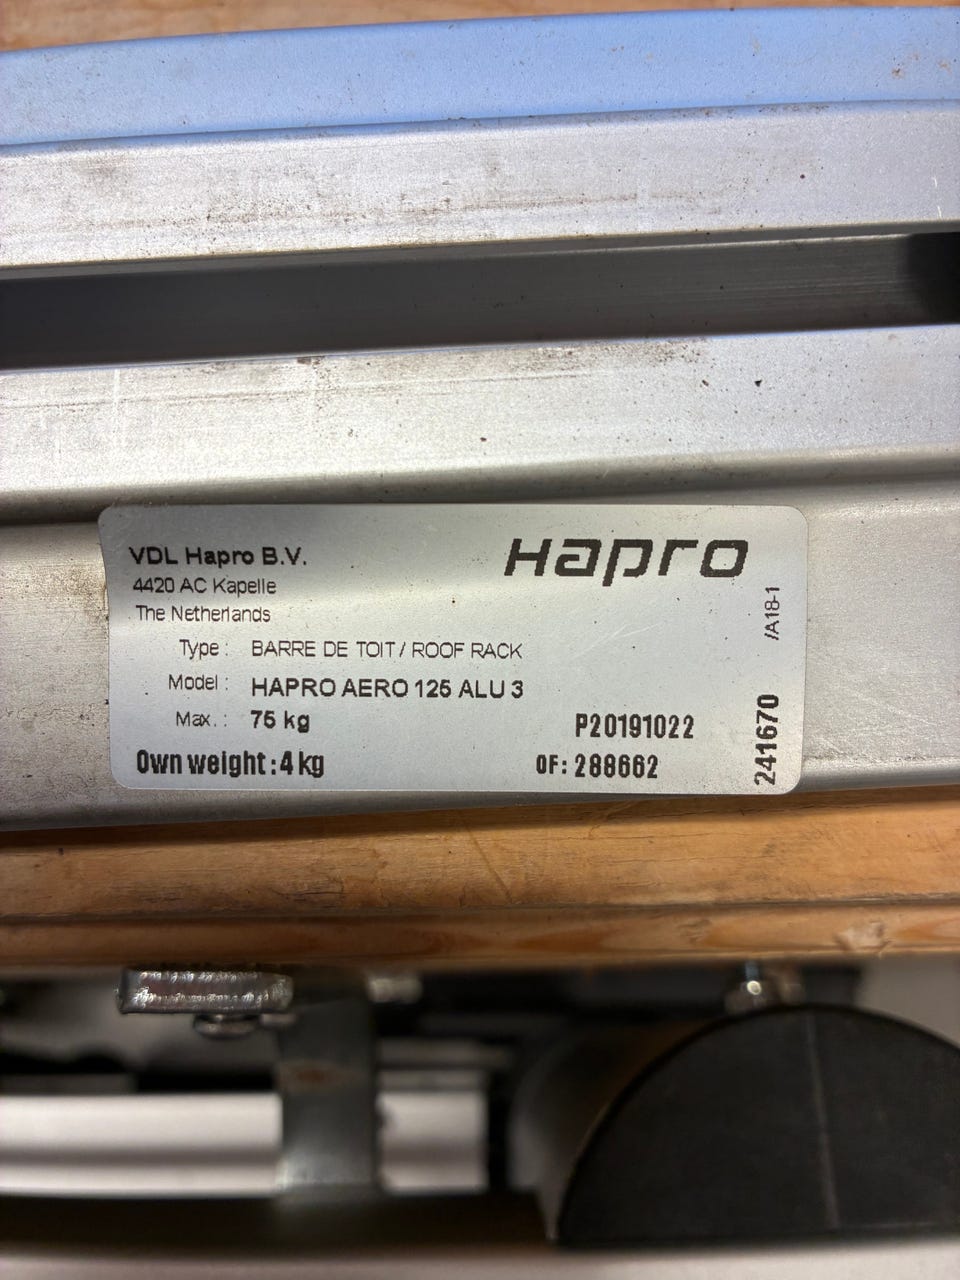 VDL Hapro B.V.
Hapro
4420 AC Kapelle
The Netherlands
Type : BARRE DE TOIT / ROOF RACK
Model : HAPRO AERO 125 ALU 3
Max. : 75 kg
P20191022
Own weight : 4 kg
OF: 288662
241670
/A18-1